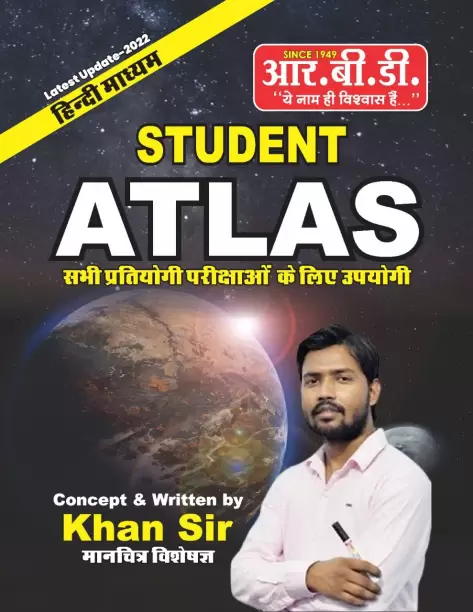 Latest Update-2022
हिन्दी माध्यम
SINCE 1949
आर.बी.डी.
“ये नाम ही विश्वास हैं...”
STUDENT
ATLAS
सभी प्रतियोगी परीक्षाओं के लिए उपयोगी
Concept & Written by
Khan Sir
मानचित्र विशेषज्ञ